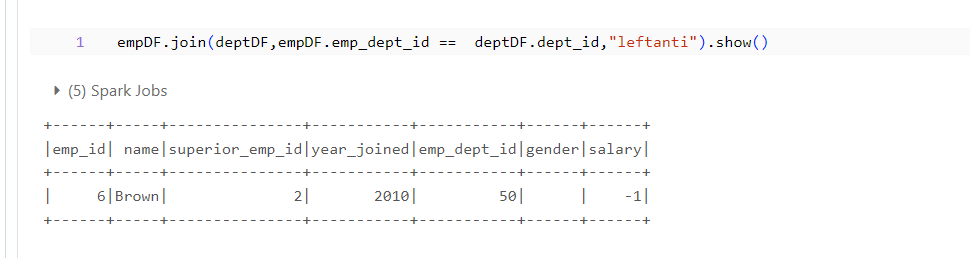 1 empDF.join(deptDF,empDF.emp_dept_id ==  deptDF.dept_id,"leftanti").show()
(5) Spark Jobs
+------+-----+---------------+-----------+-----------+------+------+
|emp_id| name|superior_emp_id|year_joined|emp_dept_id|gender|salary|
+------+-----+---------------+-----------+-----------+------+------+
|     6|Brown|              2|       2010|         50|      |    -1|
+------+-----+---------------+-----------+-----------+------+------+